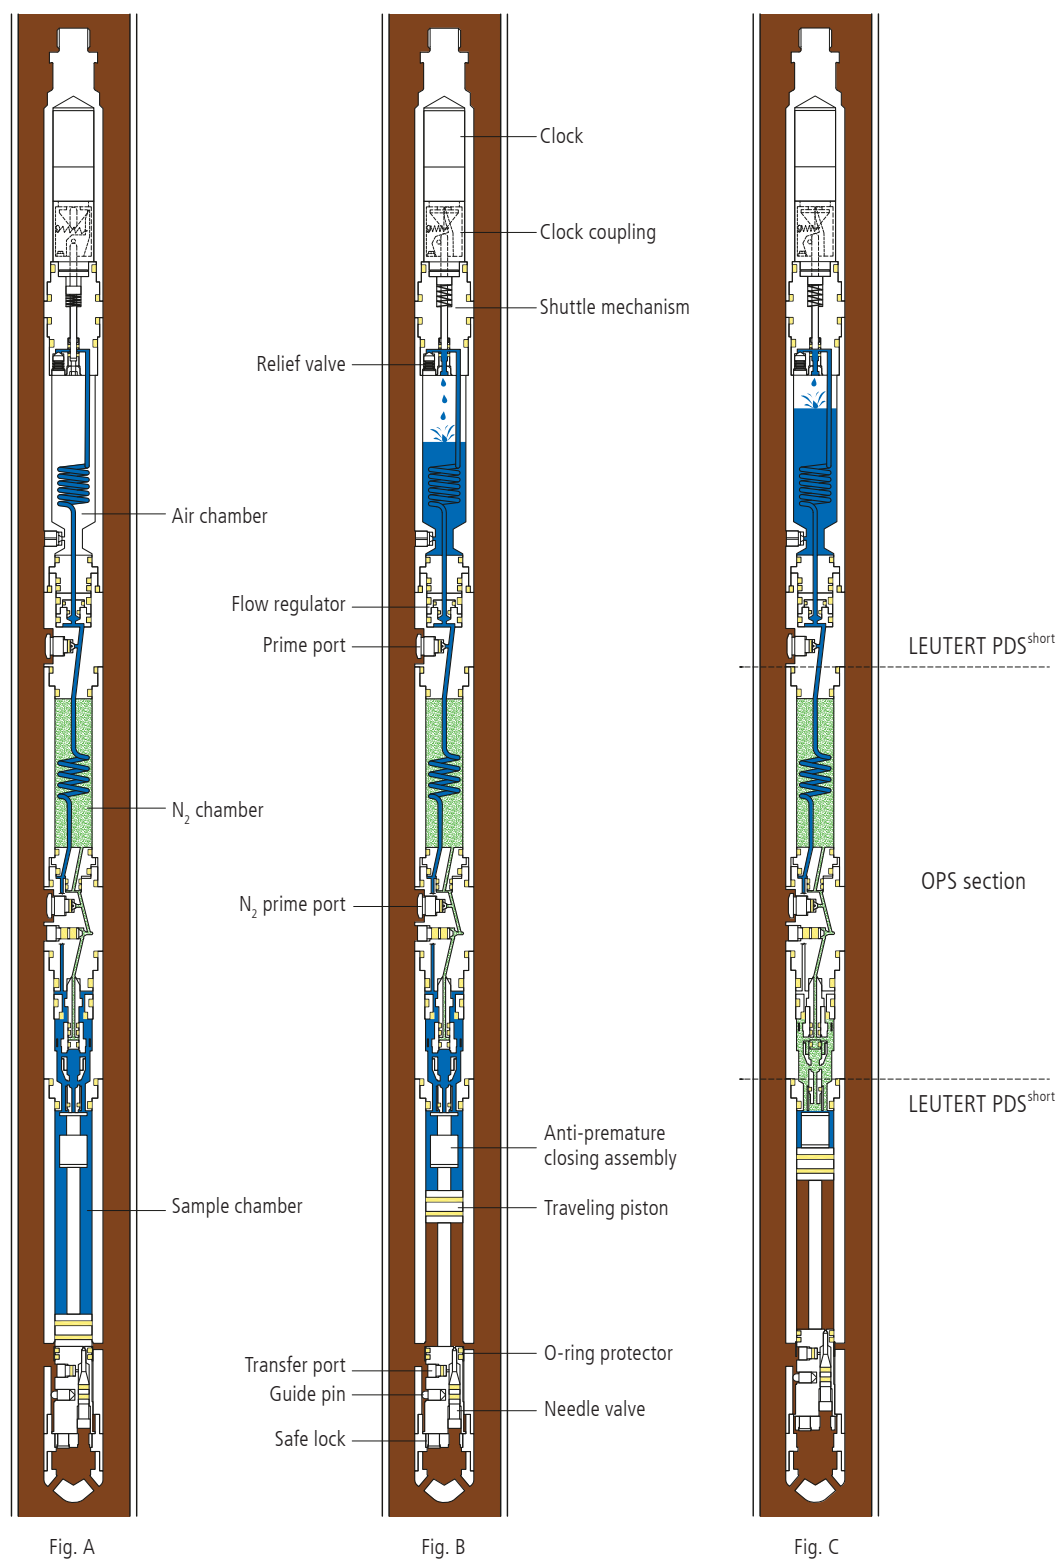 Clock
Clock coupling
Shuttle mechanism
Relief valve
Air chamber
Flow regulator
Prime port
LEUTERT PDSshort
N2 chamber
OPS section
N2 prime port
LEUTERT PDSshort
Anti-premature
closing assembly
Sample chamber
Traveling piston
O-ring protector
Transfer port
Guide pin
Needle valve
Safe lock
Fig. A
Fig. B
Fig. C